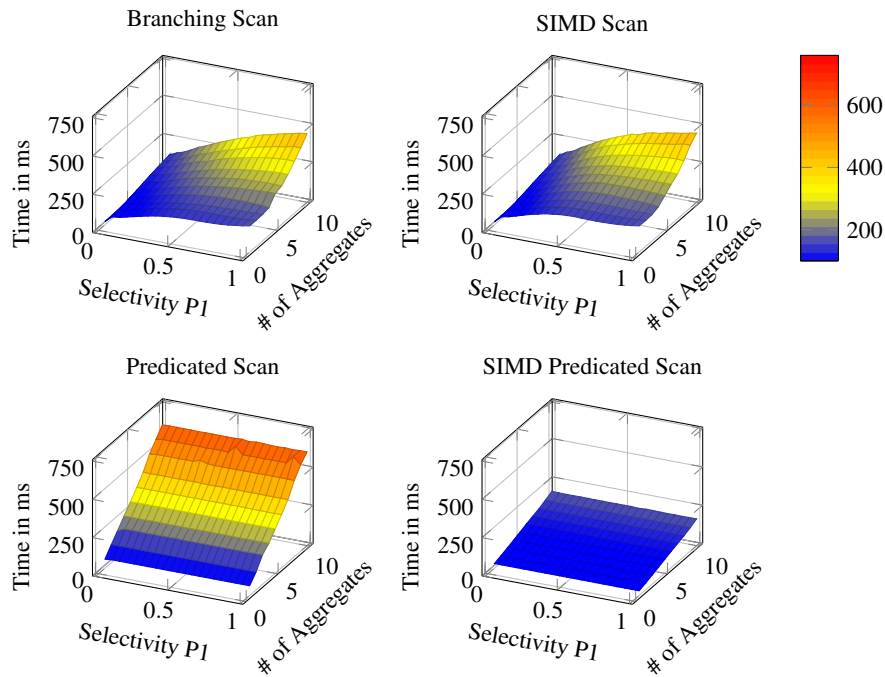 Branching Scan
750
500
250
0
Time in ms
0
0.5
1
Selectivity P1
0
5
10
# of Aggregates
SIMD Scan
750
500
250
0
Time in ms
0
0.5
1
Selectivity P1
0
5
10
# of Aggregates
600
400
200
Predicated Scan
750
500
250
0
Time in ms
0
0.5
1
Selectivity P1
0
5
10
# of Aggregates
SIMD Predicated Scan
750
500
250
0
Time in ms
0
0.5
1
Selectivity P1
0
5
10
# of Aggregates